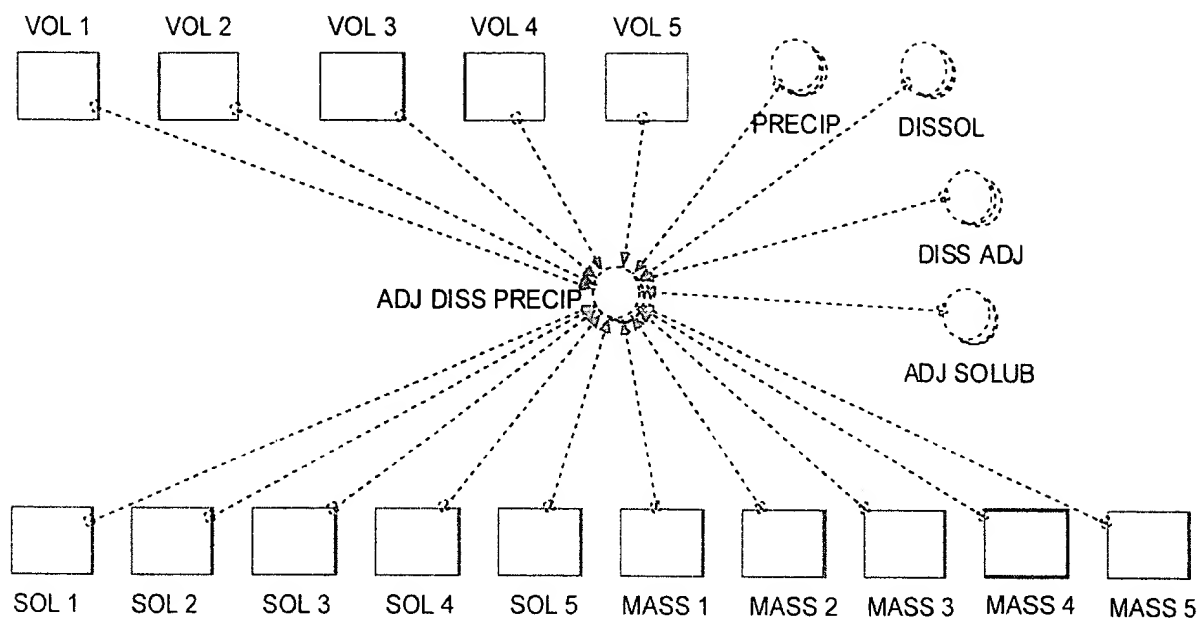 VOL 1 VOL 2 VOL 3 VOL 4 VOL 5
PRECIP DISSOL
DISS ADJ
ADJ DISS PRECIP
ADJ SOLUB
SOL 1 SOL 2 SOL 3 SOL 4 SOL 5 MASS 1 MASS 2 MASS 3 MASS 4 MASS 5